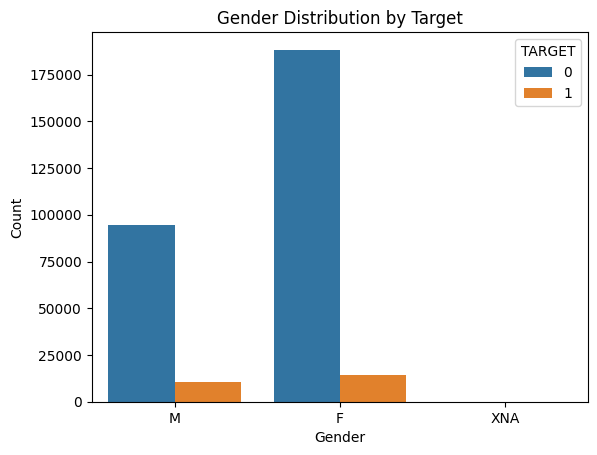 Gender Distribution by Target
TARGET
0
1
175000
150000
125000
100000
75000
50000
25000
0
Count
M F XNA
Gender